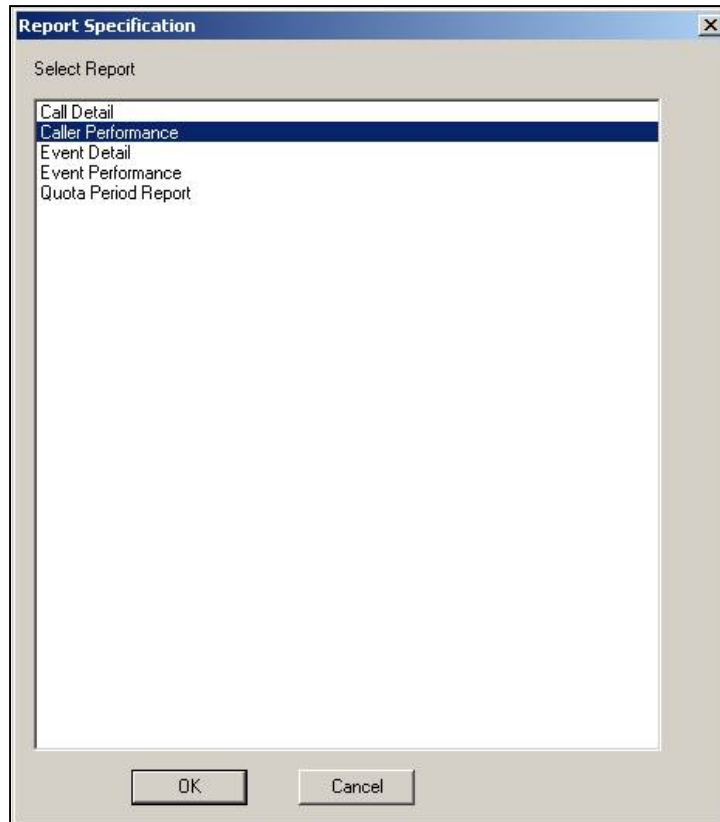 Report Specification
Select Report
Call Detail
Caller Performance
Event Detail
Event Performance
Quota Period Report
OK
Cancel